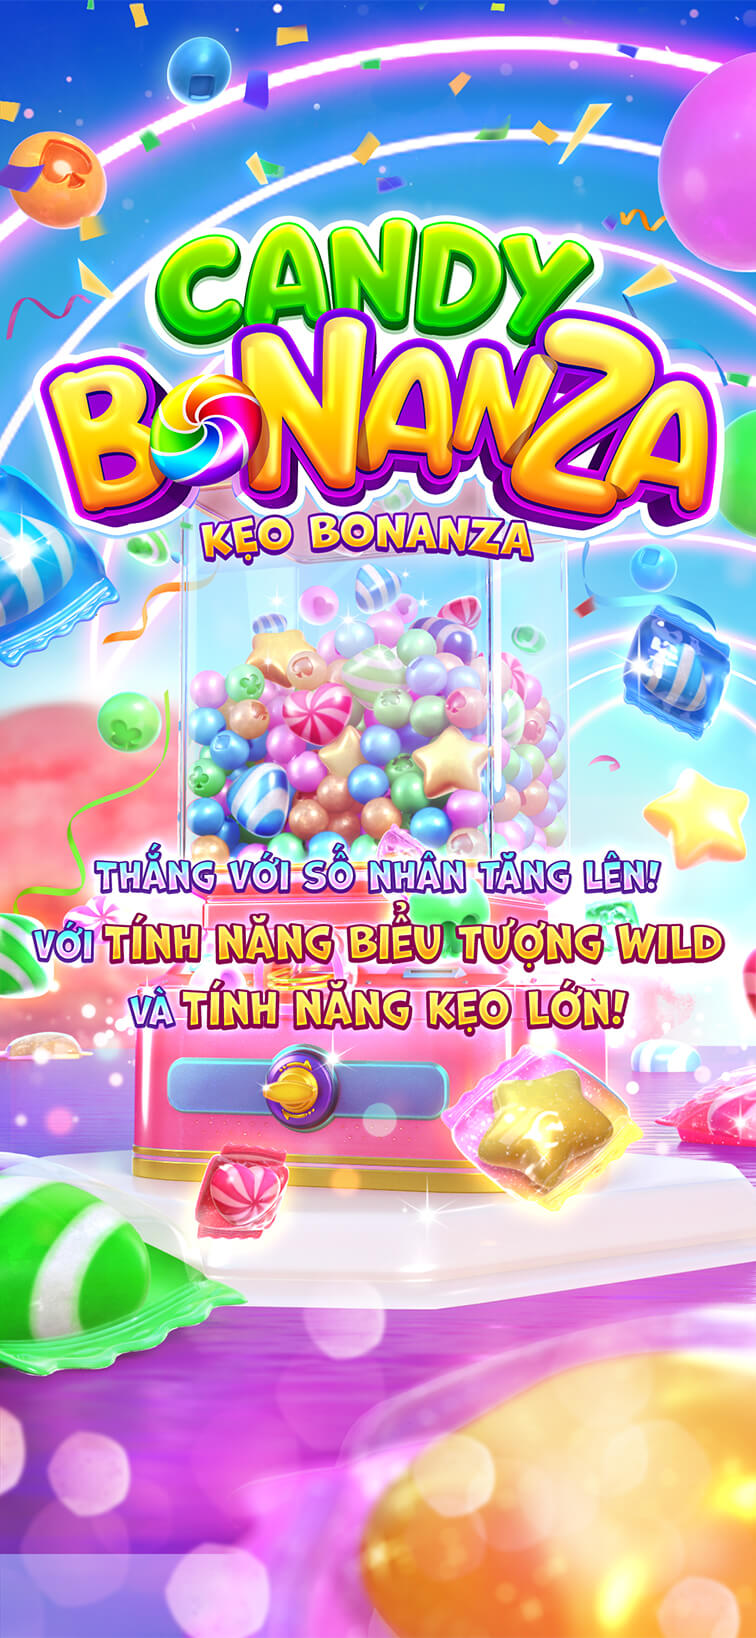 CANDY
BONANZA
KẸO BONANZA
THẮNG VỚI SỐ NHÂN TĂNG LÊN!
VỚI TÍNH NĂNG BIỂU TƯỢNG WILD
VÀ TÍNH NĂNG KẸO LỚN!